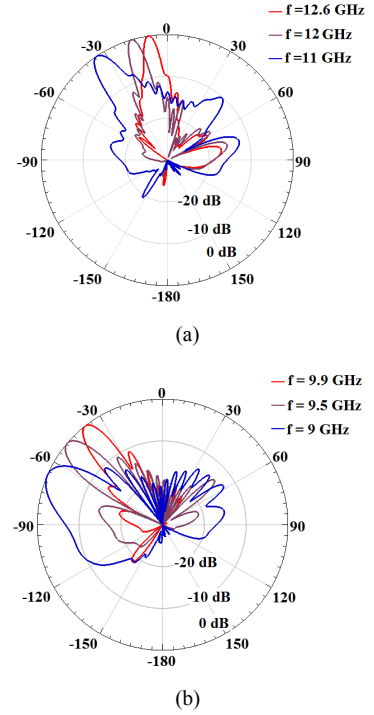 f =12.6 GHz
f =12 GHz
f =11 GHz
0
-30 30
-60 60
-90 90
-20 dB
-10 dB
0 dB
-120 120
-150 150
-180
(a)
f = 9.9 GHz
f = 9.5 GHz
f = 9 GHz
0
-30 30
-60 60
-90 90
-20 dB
-10 dB
0 dB
-120 120
-150 150
-180
(b)